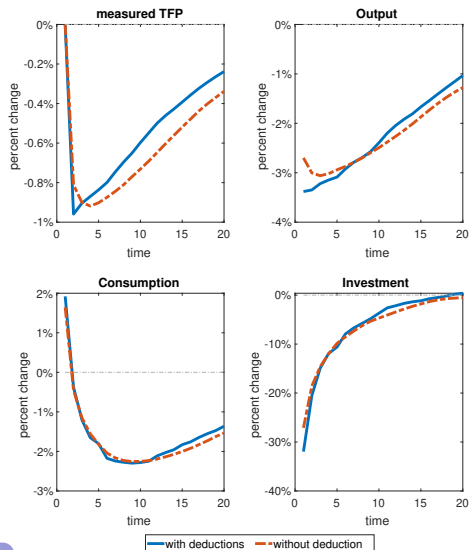 measured TFP
0%
-0.2%
-0.4%
-0.6%
-0.8%
-1%
percent change
0 5 10 15 20
time
Output
0%
-1%
-2%
-3%
-4%
percent change
0 5 10 15 20
time
Consumption
2%
1%
0%
-1%
-2%
-3%
percent change
0 5 10 15 20
time
Investment
0%
-10%
-20%
-30%
-40%
percent change
0 5 10 15 20
time
with deductions without deduction